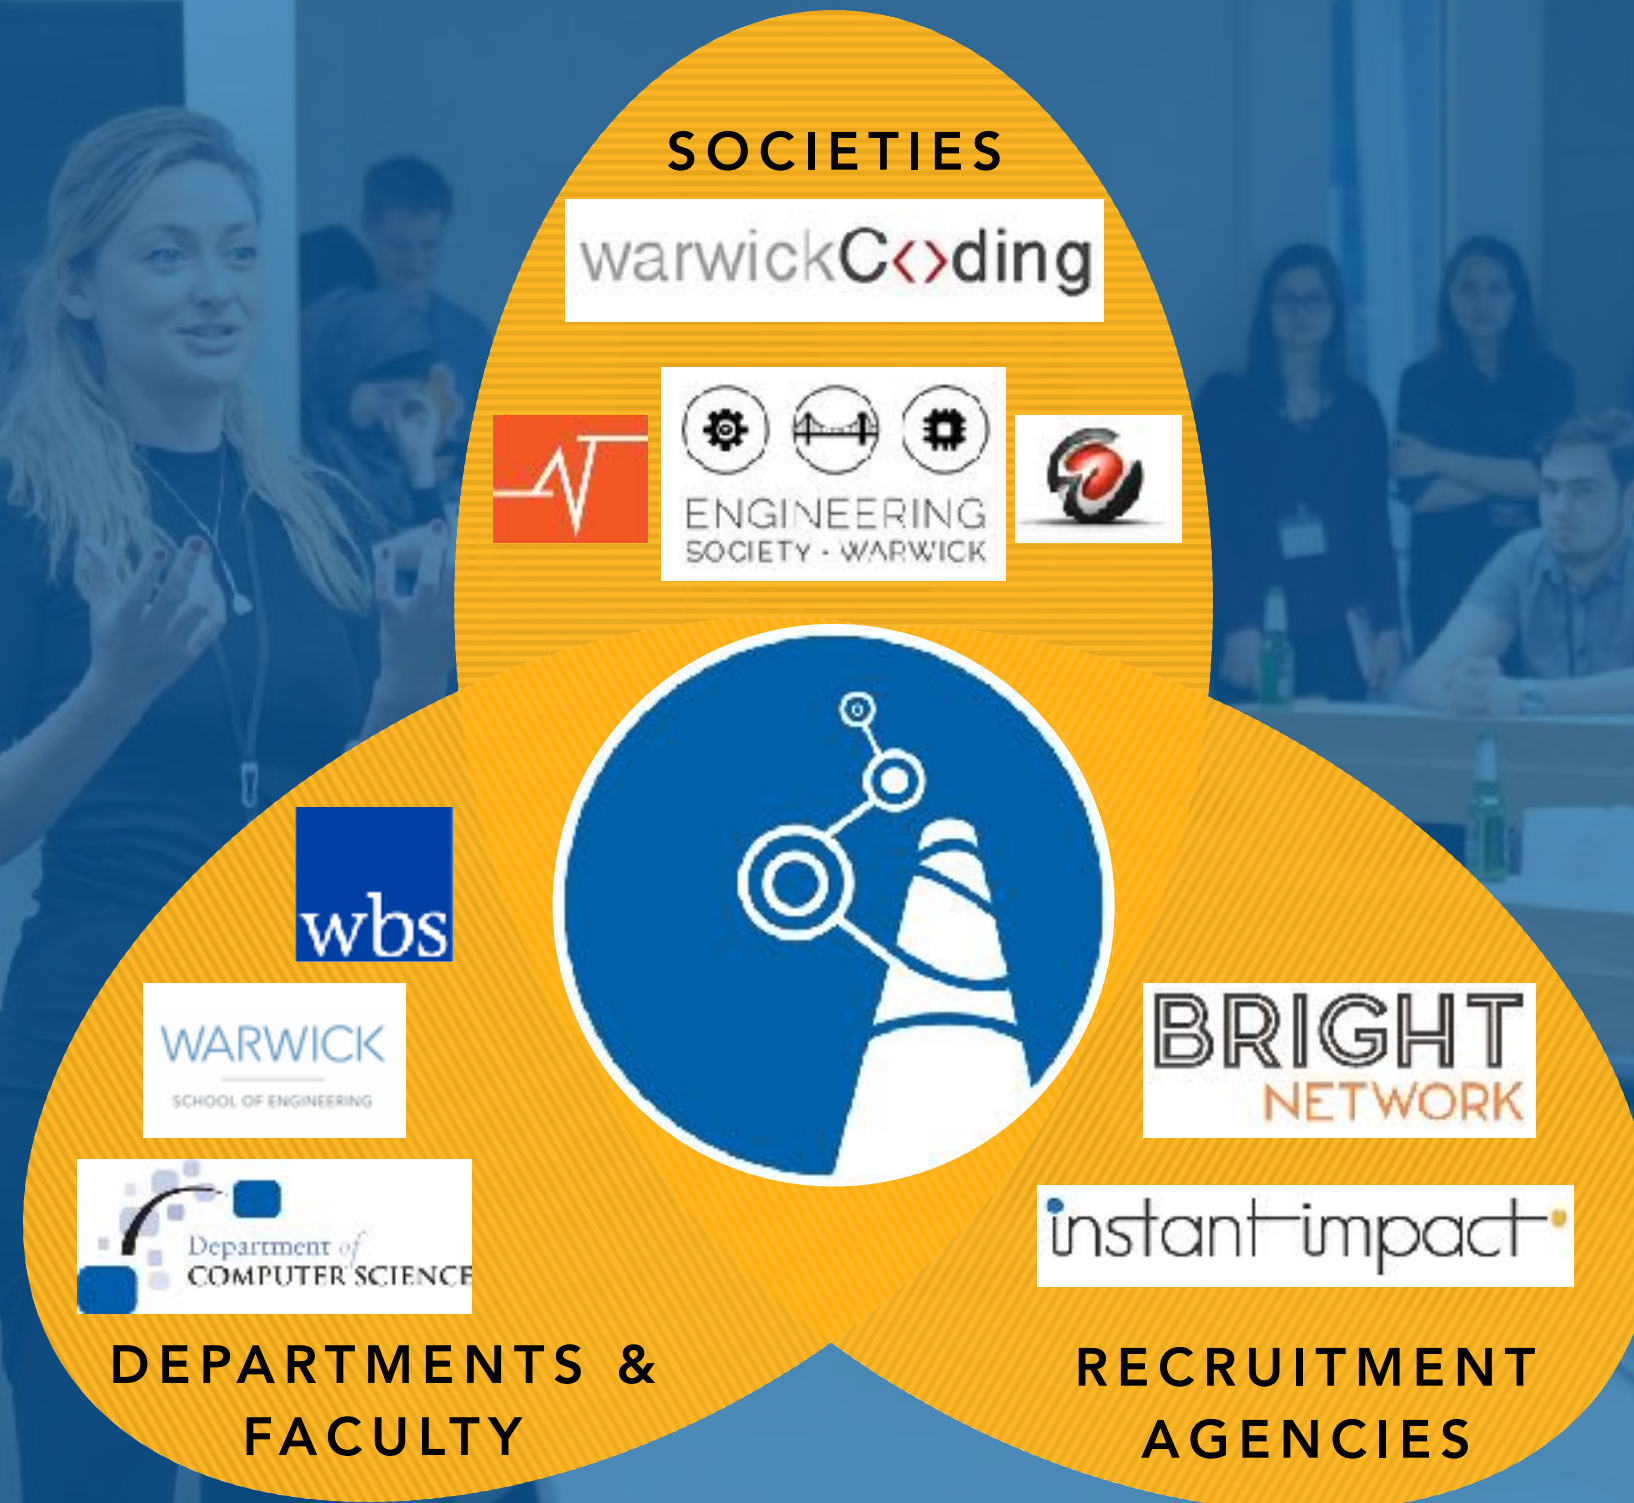 SOCIETIES
warwickC<>ding
ENGINEERING
SOCIETY · WARWICK
wbs
WARWICK
SCHOOL OF ENGINEERING
Department of
COMPUTER SCIENCE
DEPARTMENTS &
FACULTY
BRIGHT
NETWORK
instant impact
RECRUITMENT
AGENCIES